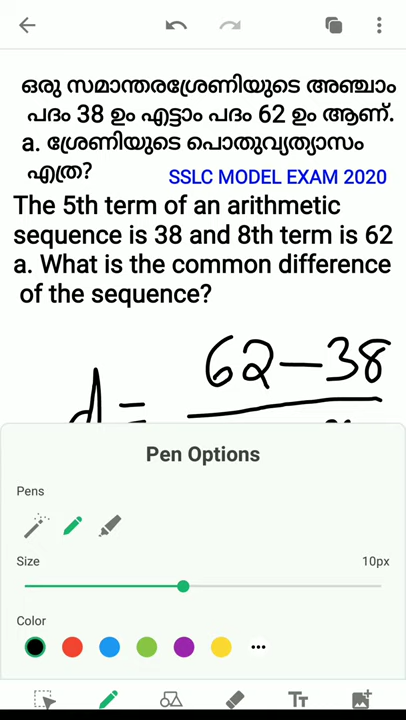 ഒരു സമാന്തരശ്രേണിയുടെ അഞ്ചാം
പദം 38 ഉം എട്ടാം പദം 62 ഉം ആണ്.
a. ശ്രേണിയുടെ പൊതുവ്യത്യാസം
എത്ര? SSLC MODEL EXAM 2020
The 5th term of an arithmetic
sequence is 38 and 8th term is 62
a. What is the common difference
of the sequence?
62 - 38
d =
Pen Options
Pens
Size 10px
Color
Tт